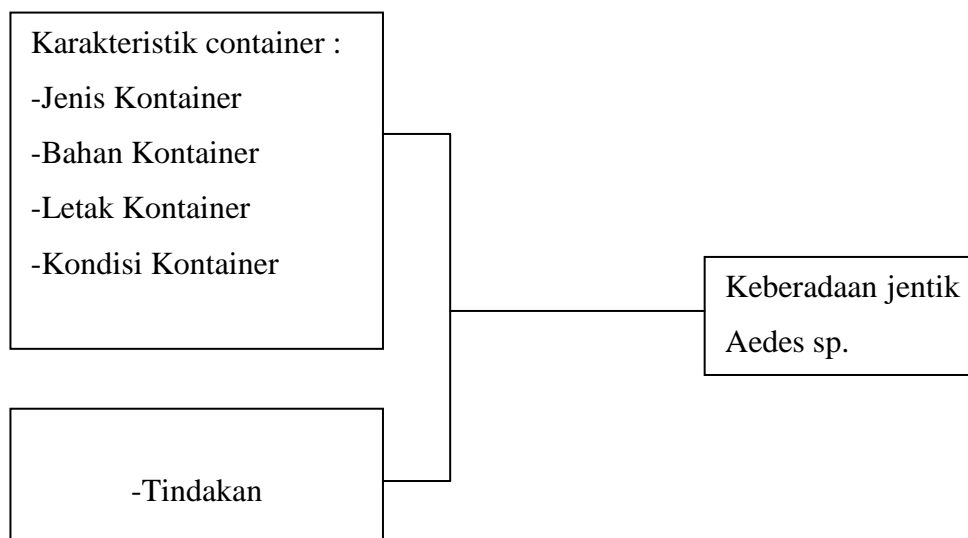 Karakteristik container :
-Jenis Kontainer
-Bahan Kontainer
-Letak Kontainer
-Kondisi Kontainer
Keberadaan jentik
Aedes sp.
-Tindakan